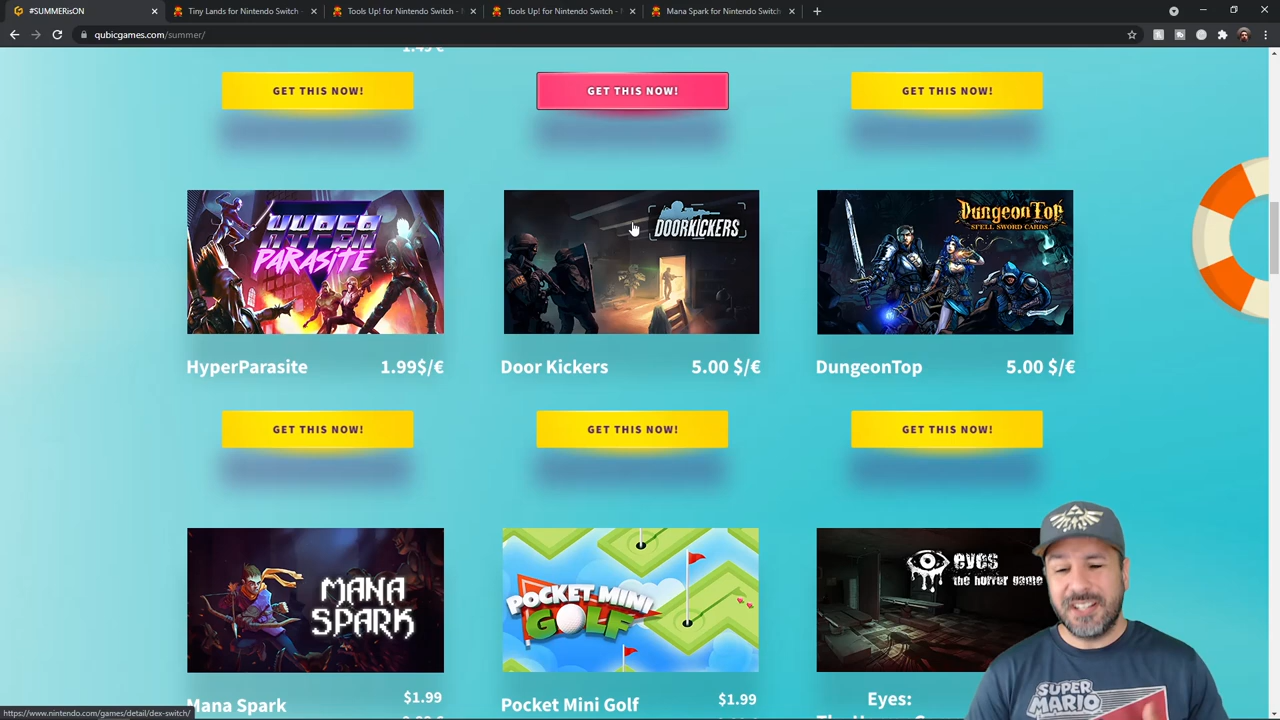 #SUMMERisON
Tiny Lands for Nintendo Switch -
Tools Up! for Nintendo Switch -
Tools Up! for Nintendo Switch -
Mana Spark for Nintendo Switch
qubicgames.com/summer/
1.49 €
GET THIS NOW!
GET THIS NOW!
GET THIS NOW!
HYPER
PARASITE
DOORKICKERS
DungeonTop
SPELL SWORD CARDS
HyperParasite
1.99$/€
Door Kickers
5.00 $/€
DungeonTop
5.00 $/€
GET THIS NOW!
GET THIS NOW!
GET THIS NOW!
MANA
SPARK
POCKET MINI
GOLF
eyes
the horror game
Mana Spark
$1.99
Pocket Mini Golf
$1.99
Eyes:
https://www.nintendo.com/games/detail/dex-switch/
SUPER
MARIO